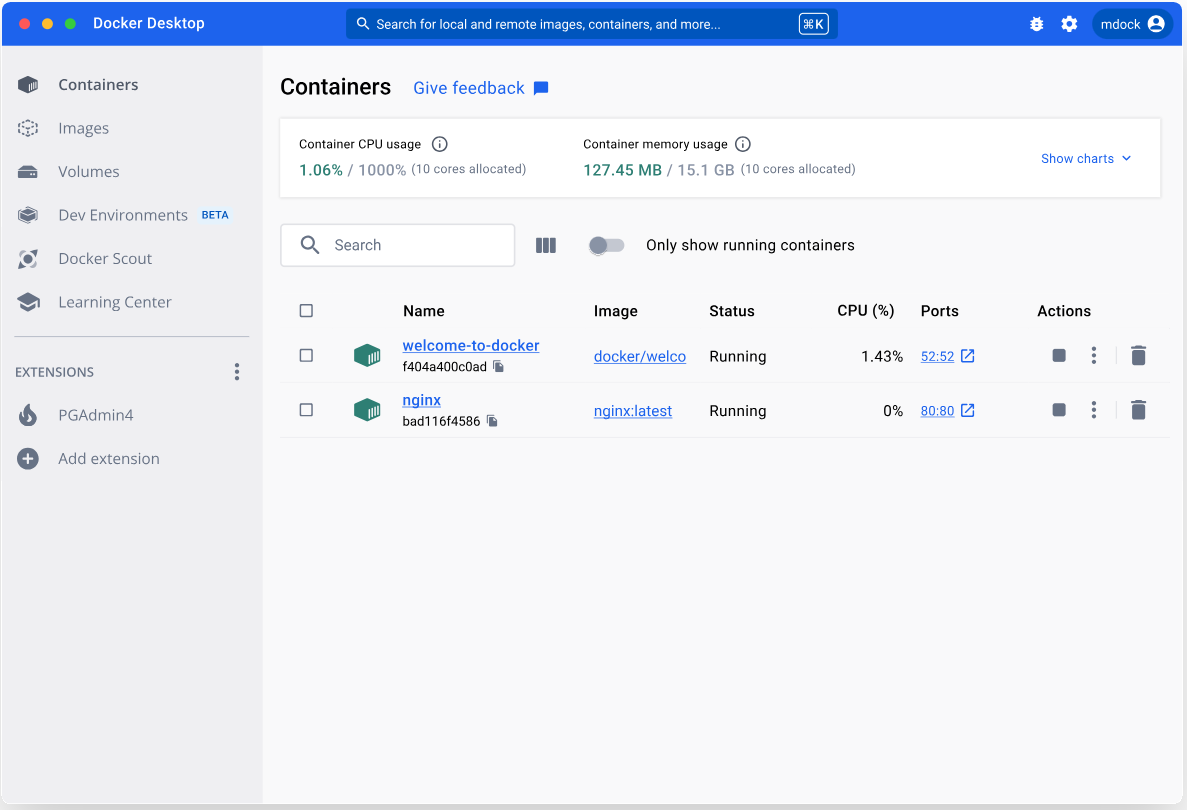 Docker Desktop
Search for local and remote images, containers, and more...
⌘K
mdock
Containers
Images
Volumes
Dev Environments BETA
Docker Scout
Learning Center
EXTENSIONS
PGAdmin4
Add extension
Containers Give feedback
Container CPU usage
1.06% / 1000% (10 cores allocated)
Container memory usage
127.45 MB / 15.1 GB (10 cores allocated)
Show charts
Search
Only show running containers
Name Image Status CPU (%) Ports Actions
welcome-to-docker
f404a400c0ad
docker/welco Running 1.43% 52:52
nginx
bad116f4586
nginx:latest Running 0% 80:80